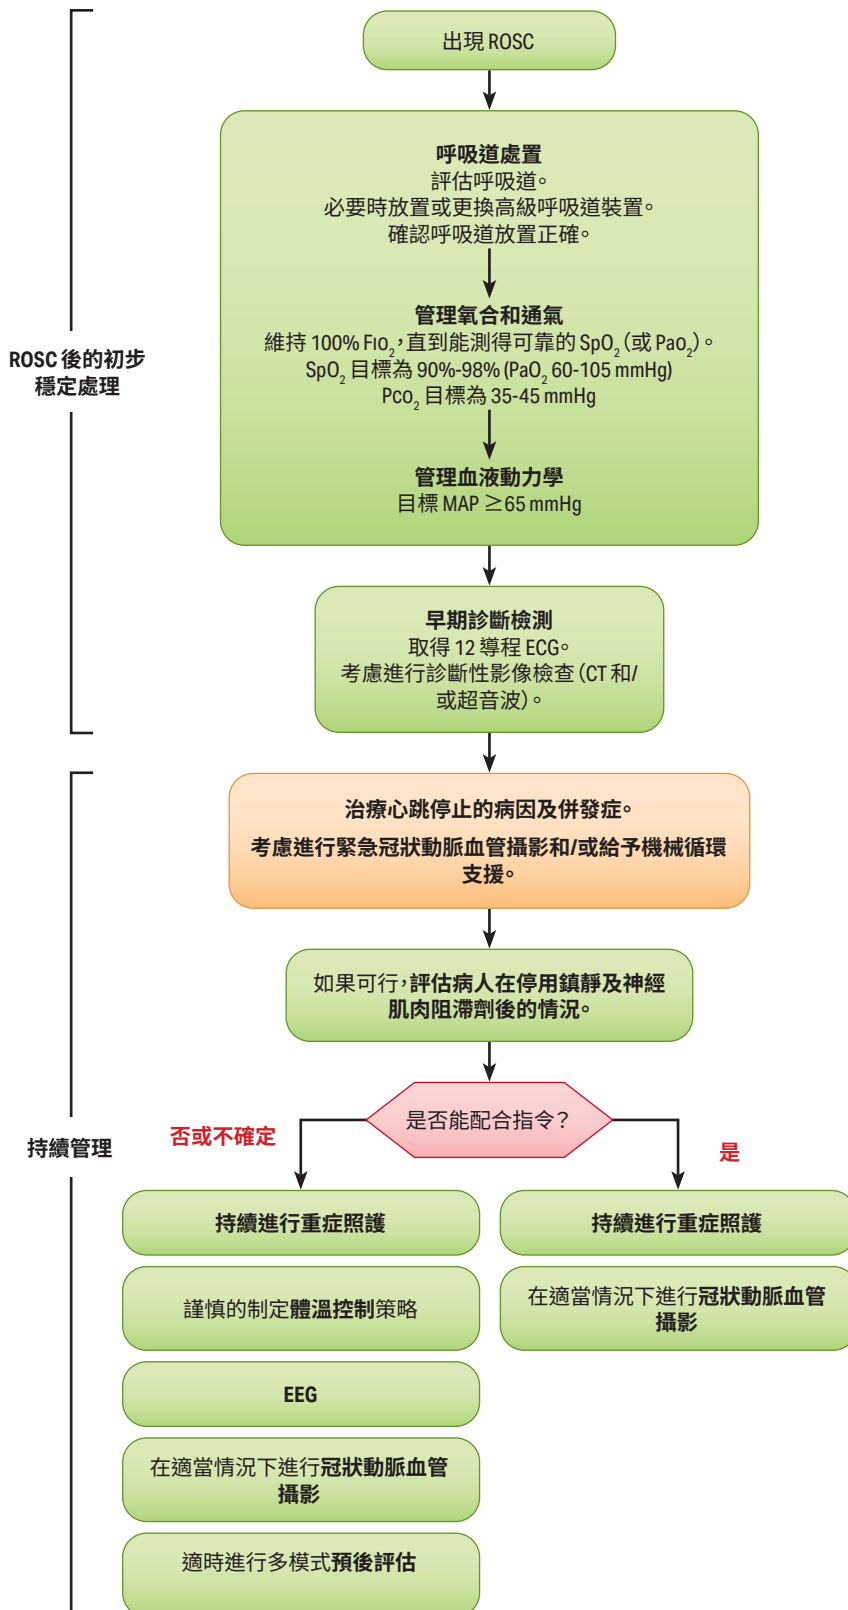 出現 ROSC
呼吸道處置
評估呼吸道。
必要時放置或更換高級呼吸道裝置。
確認呼吸道放置正確。
管理氧合和通氣
維持 100% FIO₂，直到能測得可靠的 SpO₂（或 PaO₂）。
SpO₂ 目標為 90%-98% (PaO₂ 60-105 mmHg)
PCO₂ 目標為 35-45 mmHg
管理血液動力學
目標 MAP ≥65 mmHg
ROSC 後的初步
穩定處理
早期診斷檢測
取得 12 導程 ECG。
考慮進行診斷性影像檢查（CT 和/
或超音波）。
治療心跳停止的病因及併發症。
考慮進行緊急冠狀動脈血管攝影和/或給予機械循環
支援。
如果可行，評估病人在停用鎮靜及神經
肌肉阻滯劑後的情況。
是否能配合指令？
持續管理
否或不確定
是
持續進行重症照護
謹慎的制定體溫控制策略
EEG
在適當情況下進行冠狀動脈血管
攝影
適時進行多模式預後評估
持續進行重症照護
在適當情況下進行冠狀動脈血管
攝影